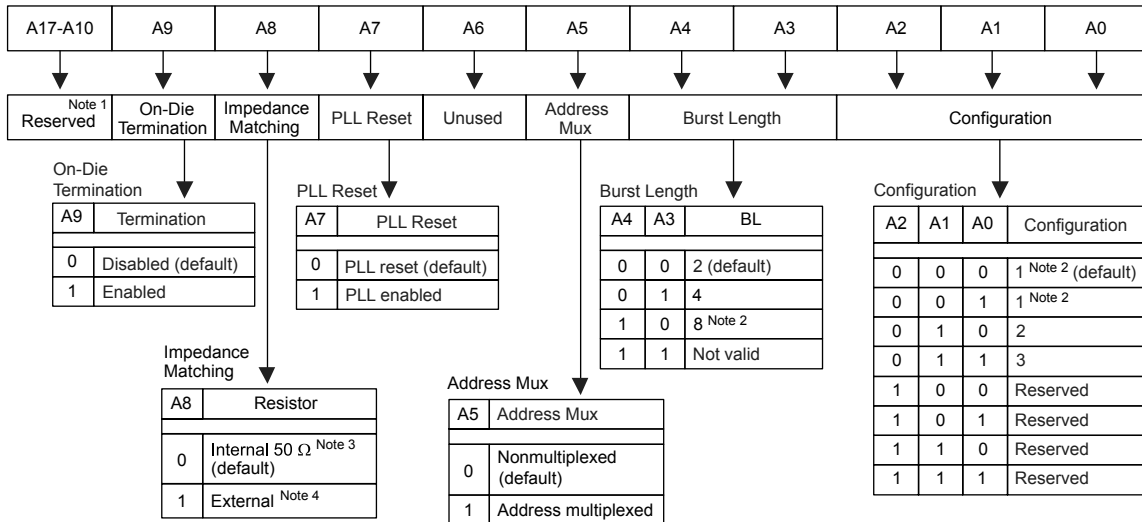 A17-A10 A9 A8 A7 A6 A5 A4 A3 A2 A1 A0
Reserved Note 1 On-Die Termination Impedance Matching PLL Reset Unused Address Mux Burst Length Configuration
On-Die Termination
A9 Termination
0 Disabled (default)
1 Enabled
PLL Reset
A7 PLL Reset
0 PLL reset (default)
1 PLL enabled
Burst Length
A4 A3 BL
0 0 2 (default)
0 1 4
1 0 8 Note 2
1 1 Not valid
Configuration
A2 A1 A0 Configuration
0 0 0 1 Note 2 (default)
0 0 1 1 Note 2
0 1 0 2
0 1 1 3
1 0 0 Reserved
1 0 1 Reserved
1 1 0 Reserved
1 1 1 Reserved
Impedance Matching
A8 Resistor
0 Internal 50 Ω Note 3 (default)
1 External Note 4
Address Mux
A5 Address Mux
0 Nonmultiplexed (default)
1 Address multiplexed